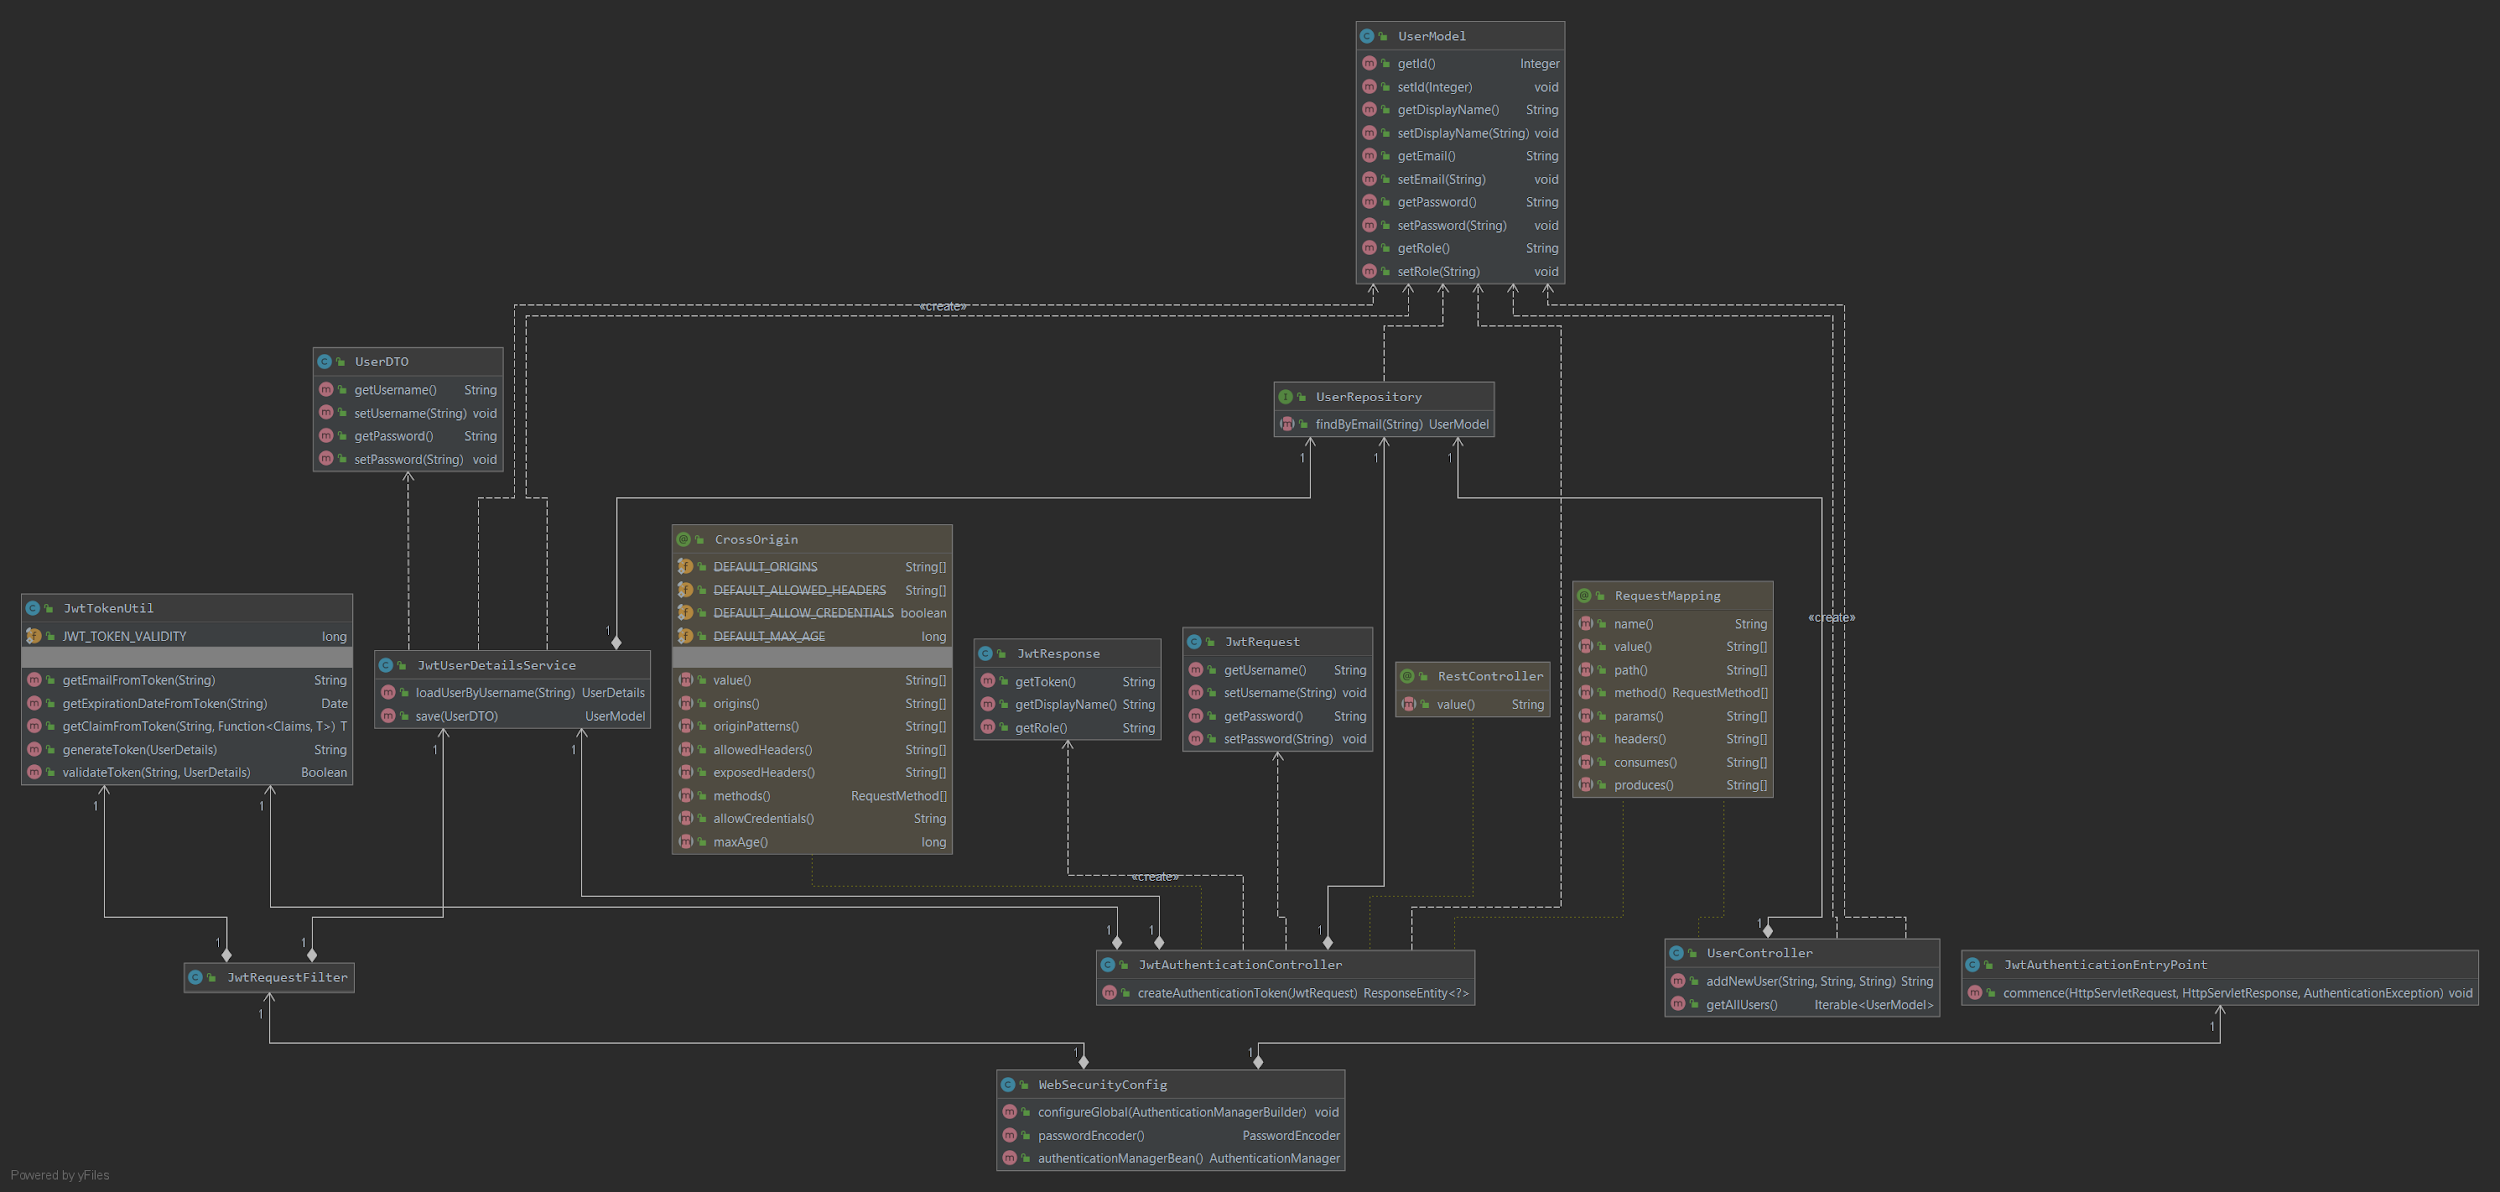 UserModel
getId() Integer
setId(Integer) void
getDisplayName() String
setDisplayName(String) void
getEmail() String
setEmail(String) void
getPassword() String
setPassword(String) void
getRole() String
setRole(String) void
«create»
UserDTO
getUsername() String
setUsername(String) void
getPassword() String
setPassword(String) void
UserRepository
findByEmail(String) UserModel
1
1
1
CrossOrigin
DEFAULT_ORIGINS String[]
DEFAULT_ALLOWED_HEADERS String[]
DEFAULT_ALLOW_CREDENTIALS boolean
DEFAULT_MAX_AGE long
value() String[]
origins() String[]
originPatterns() String[]
allowedHeaders() String[]
exposedHeaders() String[]
methods() RequestMethod[]
allowCredentials() String
maxAge() long
JwtTokenUtil
JWT_TOKEN_VALIDITY long
getEmailFromToken(String) String
getExpirationDateFromToken(String) Date
getClaimFromToken(String, Function<Claims, T>) T
generateToken(UserDetails) String
validateToken(String, UserDetails) Boolean
1
JwtUserDetailsService
loadUserByUsername(String) UserDetails
save(UserDTO) UserModel
JwtResponse
getToken() String
getDisplayName() String
getRole() String
JwtRequest
getUsername() String
setUsername(String) void
getPassword() String
setPassword(String) void
RestController
value() String
RequestMapping
name() String
value() String[]
path() String[]
method() RequestMethod[]
params() String[]
headers() String[]
consumes() String[]
produces() String[]
«create»
1
1
1
1
«create»
1
1
1
1
1
1
JwtRequestFilter
JwtAuthenticationController
createAuthenticationToken(JwtRequest) ResponseEntity<?>
UserController
addNewUser(String, String, String) String
getAllUsers() Iterable<UserModel>
JwtAuthenticationEntryPoint
commence(HttpServletRequest, HttpServletResponse, AuthenticationException) void
1
1
1
1
WebSecurityConfig
configureGlobal(AuthenticationManagerBuilder) void
passwordEncoder() PasswordEncoder
authenticationManagerBean() AuthenticationManager
Powered by yFiles